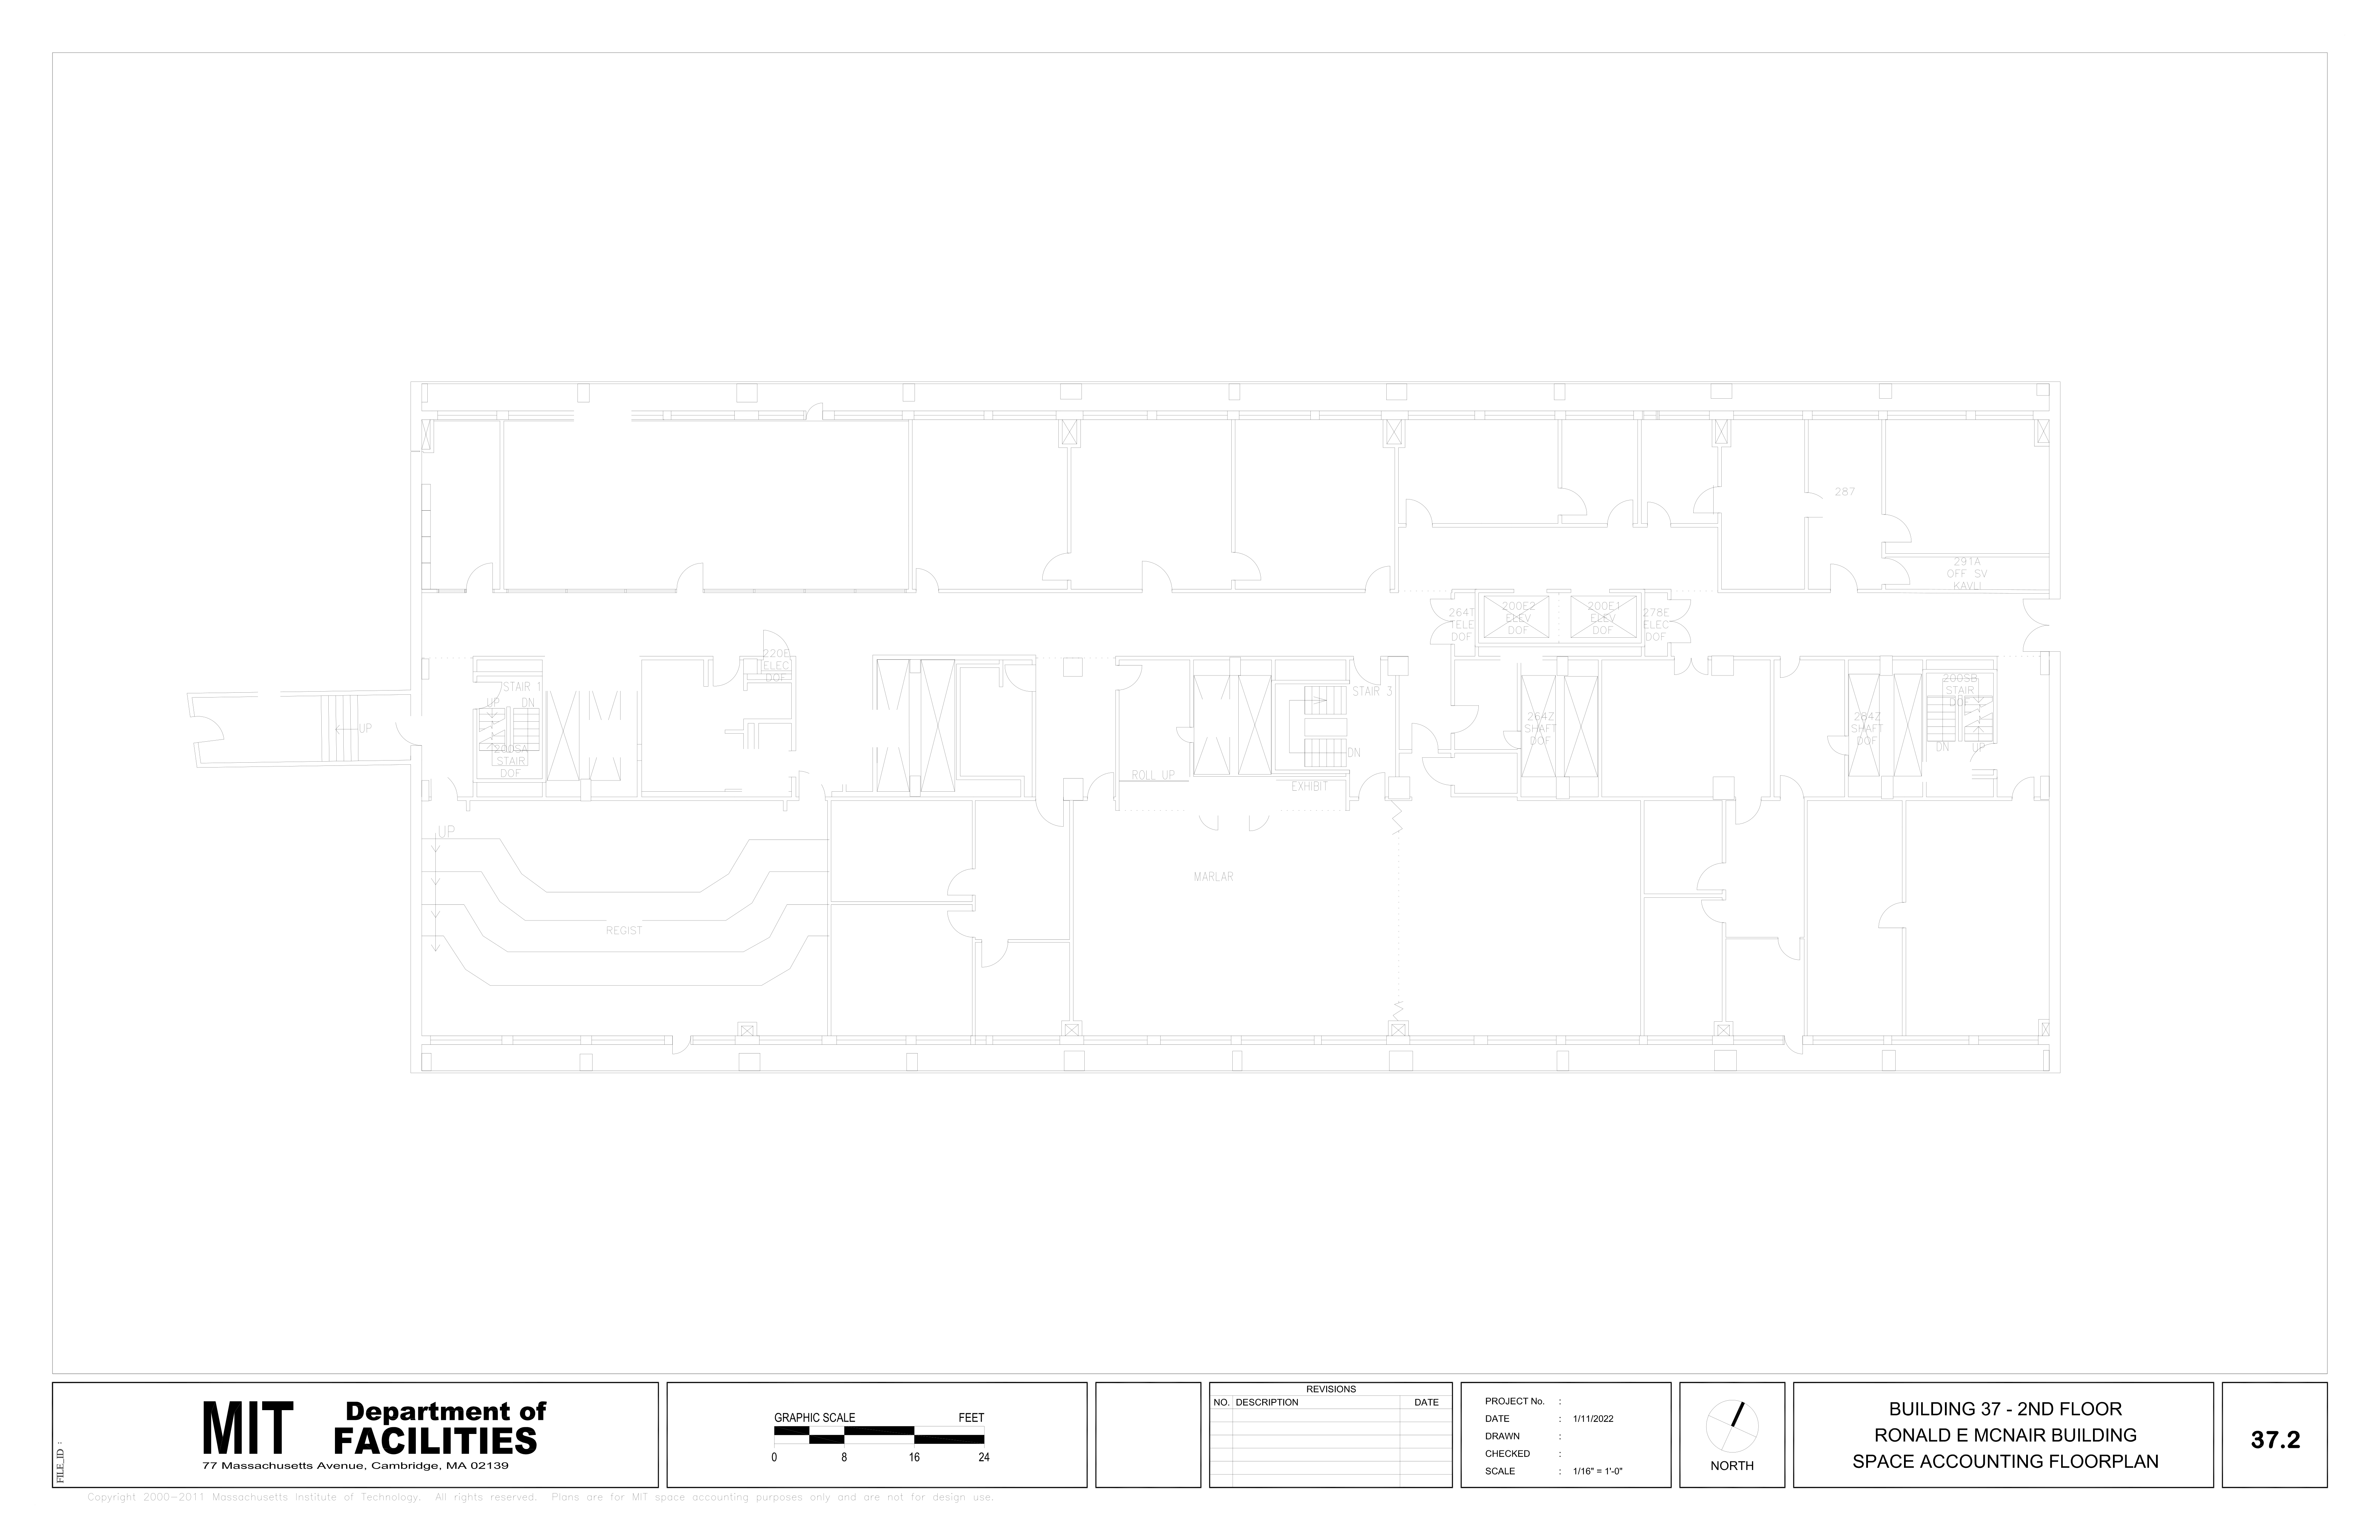 287
291A
OFF SV
KAVLI
264T
TELE
DOF
200E2
ELEV
DOF
200E1
ELEV
DOF
278E
ELEC
DOF
220E
ELEC
DOF
STAIR 1
UP DN
200SA
STAIR
DOF
UP
STAIR 3
DN
ROLL UP
EXHIBIT
264Z
SHAFT
DOF
284Z
SHAFT
DOF
200SB
STAIR
DOF
DN UP
UP
MARLAR
REGIST
FILE_ID :
MIT Department of
FACILITIES
77 Massachusetts Avenue, Cambridge, MA 02139
GRAPHIC SCALE FEET
0 8 16 24
REVISIONS
NO. DESCRIPTION DATE
PROJECT No. :
DATE : 1/11/2022
DRAWN :
CHECKED :
SCALE : 1/16" = 1'-0"
NORTH
BUILDING 37 - 2ND FLOOR
RONALD E MCNAIR BUILDING
SPACE ACCOUNTING FLOORPLAN
37.2
Copyright 2000-2011 Massachusetts Institute of Technology. All rights reserved. Plans are for MIT space accounting purposes only and are not for design use.